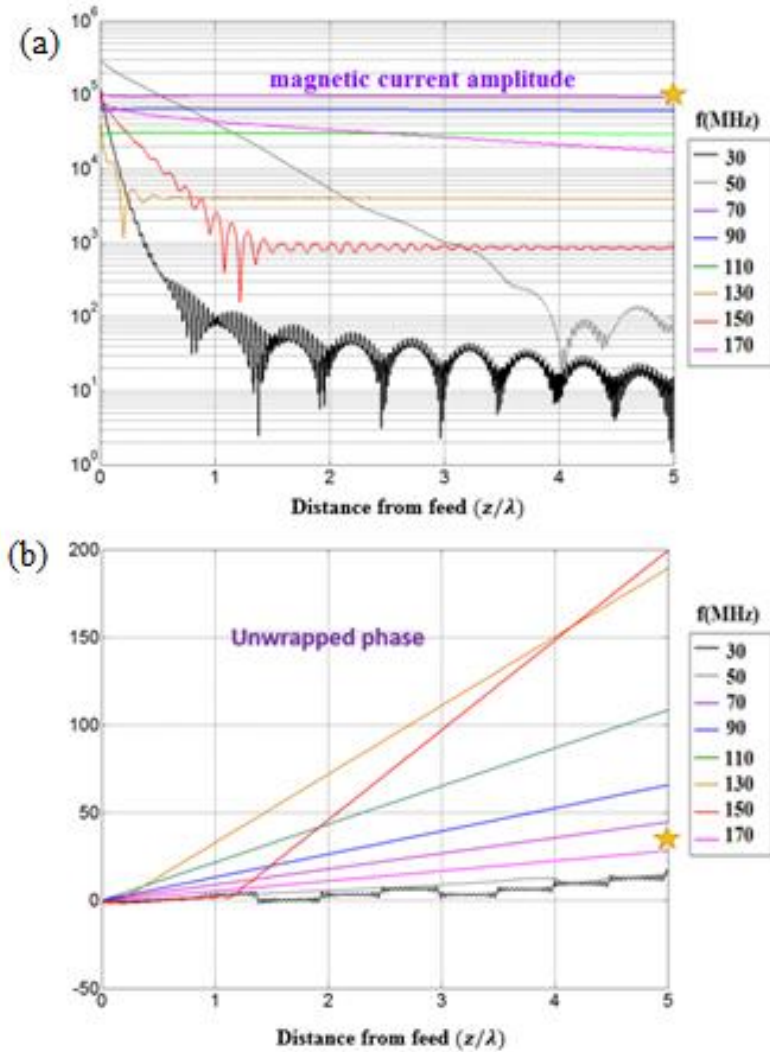 (a)
10^6
10^5
10^4
10^3
10^2
10^1
10^0
magnetic current amplitude
0 1 2 3 4 5
Distance from feed (z/λ)
f(MHz)
30
50
70
90
110
130
150
170
(b)
200
150
100
50
0
-50
Unwrapped phase
0 1 2 3 4 5
Distance from feed (z/λ)
f(MHz)
30
50
70
90
110
130
150
170